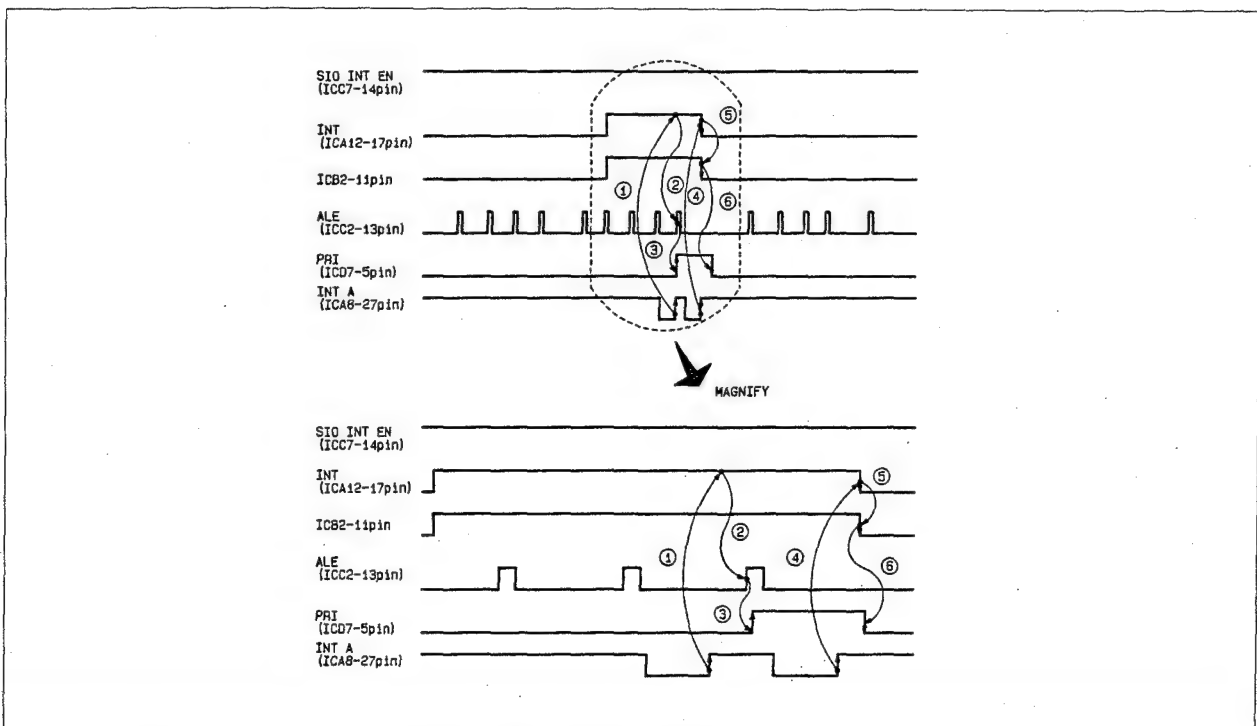 SIO INT EN
(ICC7-14pin)
INT
(ICA12-17pin)
⑤
ICB2-11pin
① ② ④ ⑥
ALE
(ICC2-13pin)
③
PRI
(ICD7-5pin)
INT A
(ICA8-27pin)
MAGNIFY
SIO INT EN
(ICC7-14pin)
INT
(ICA12-17pin)
⑤
ICB2-11pin
②
① ④
⑥
ALE
(ICC2-13pin)
③
PRI
(ICD7-5pin)
INT A
(ICA8-27pin)